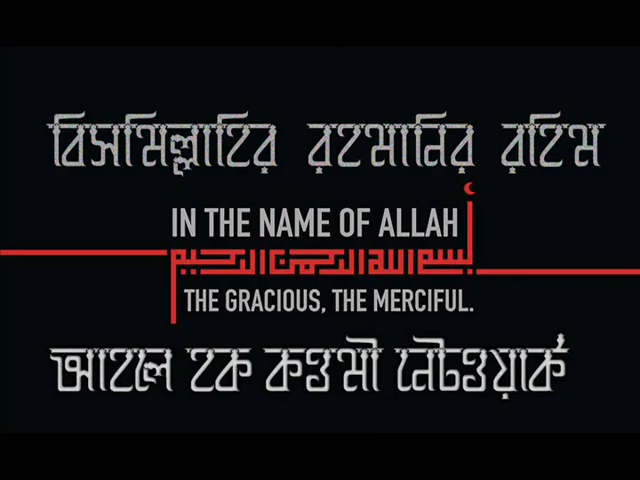 বিসমিল্লাহির রহমানির রহিম
IN THE NAME OF ALLAH
بسم الله الرحمن الرحيم
THE GRACIOUS, THE MERCIFUL.
আহলে হক কওমী নেটওয়ার্ক